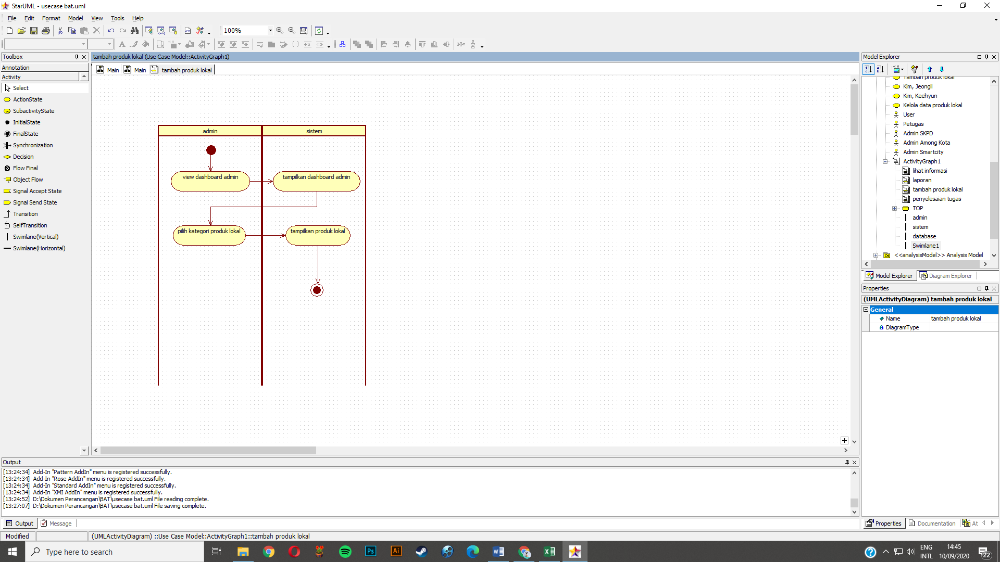 StarUML - usecase bat.uml
File Edit Format Model View Tools Help
100%
Toolbox
Annotation
Activity
Select
ActionState
SubactivityState
InitialState
FinalState
Synchronization
Decision
Flow Final
Object Flow
Signal Accept State
Signal Send State
Transition
SelfTransition
Swimlane(Vertical)
Swimlane(Horizontal)
tambah produk lokal (Use Case Model::ActivityGraph1)
Main Main tambah produk lokal
admin sistem
view dashboard admin tampilkan dashboard admin
pilih kategori produk lokal tampilkan produk lokal
Model Explorer
Tambah produk lokal
Kim, Jeongil
Kim, Keehyun
Kelola data produk lokal
User
Petugas
Admin SKPD
Admin Among Kota
Admin Smartcity
ActivityGraph1
lihat informasi
laporan
tambah produk lokal
penyelesaian tugas
TOP
admin
sistem
database
Swimlane1
<<analysisModel>> Analysis Model
Model Explorer Diagram Explorer
Properties
(UMLActivityDiagram) tambah produk lokal
General
Name tambah produk lokal
DiagramType
Properties Documentation At
Output
[13:24:34] Add-In "Pattern AddIn" menu is registered successfully.
[13:24:34] Add-In "Rose AddIn" menu is registered successfully.
[13:24:34] Add-In "Standard AddIn" menu is registered successfully.
[13:24:34] Add-In "XMI AddIn" menu is registered successfully.
[13:24:52] D:\Dokumen Perancangan\BAT\usecase bat.uml File reading complete.
[13:27:07] D:\Dokumen Perancangan\BAT\usecase bat.uml File saving complete.
Output Message
Modified (UMLActivityDiagram) ::Use Case Model::ActivityGraph1::tambah produk lokal
Type here to search
Ps Ai
ENG
INTL
14:45
10/09/2020
22